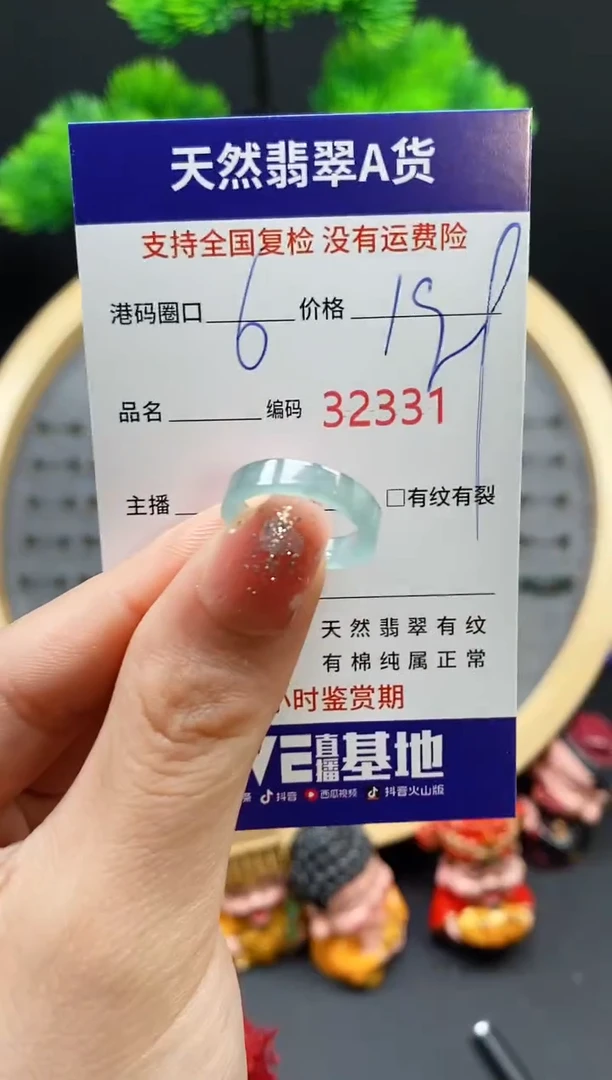 天然翡翠A货
支持全国复检 没有运费险
港码圈口 6 价格
品名 编码 32331
主播 □有纹有裂
天然翡翠有纹
有棉纯属正常
小时鉴赏期
直播基地
抖音 西瓜视频 抖音火山版